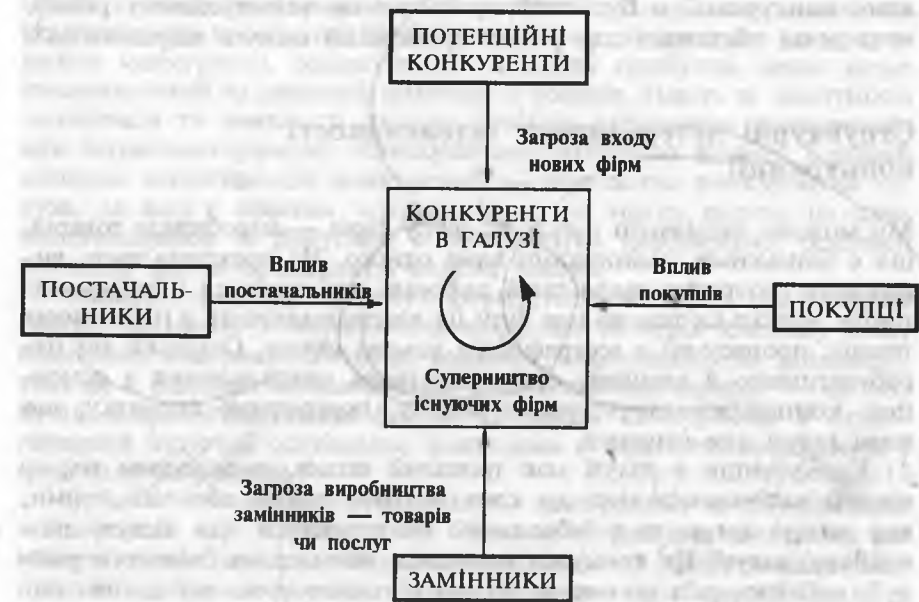 ПОТЕНЦІЙНІ
КОНКУРЕНТИ
Загроза входу
нових фірм
КОНКУРЕНТИ
В ГАЛУЗІ
ПОСТАЧАЛЬ-
НИКИ
Вплив
постачальників
Вплив
покупців
ПОКУПЦІ
Суперництво
існуючих фірм
Загроза виробництва
замінників — товарів
чи послуг
ЗАМІННИКИ